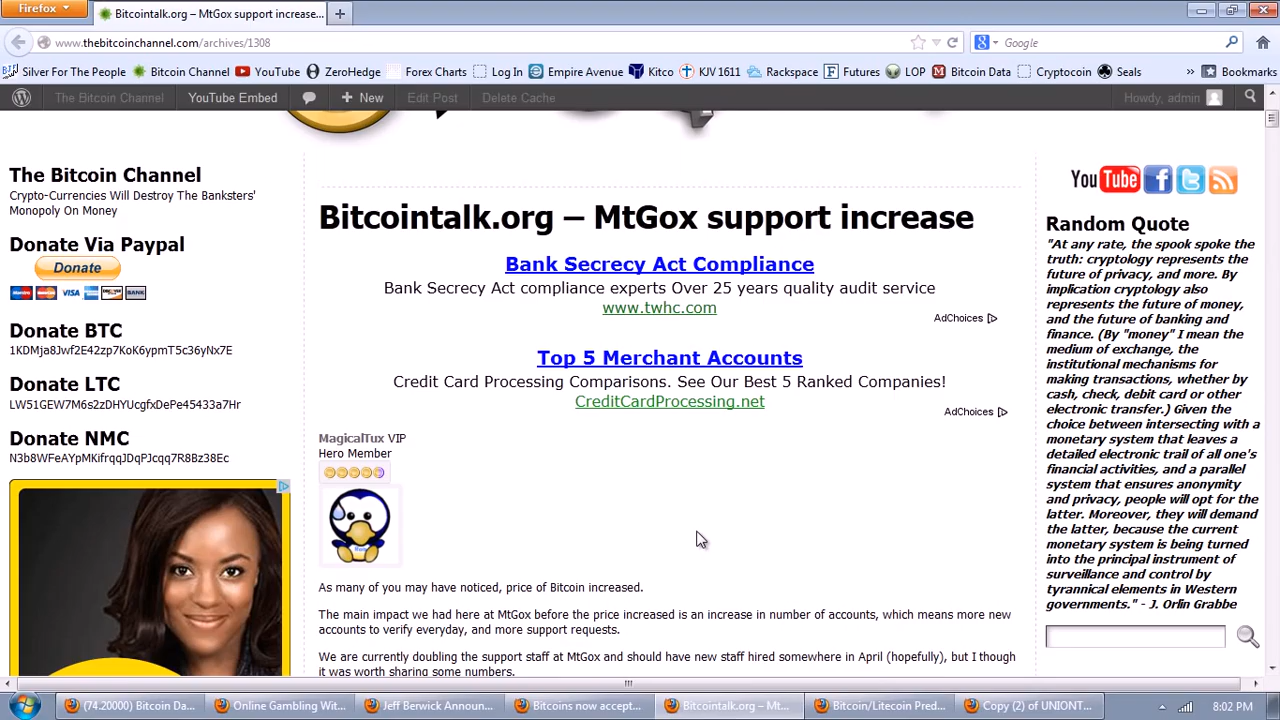 Firefox
Bitcointalk.org – MtGox support increase...
www.thebitcoinchannel.com/archives/1308
Google
Silver For The People
Bitcoin Channel
YouTube
ZeroHedge
Forex Charts
Log In
Empire Avenue
Kitco
KJV 1611
Rackspace
Futures
LOP
Bitcoin Data
Cryptocoin
Seals
»
Bookmarks
The Bitcoin Channel
YouTube Embed
+ New
Edit Post
Delete Cache
Howdy, admin
The Bitcoin Channel
Crypto-Currencies Will Destroy The Banksters'
Monopoly On Money
Donate Via Paypal
Donate
VISA
BANK
Donate BTC
1KDMja8Jwf2E42zp7KoK6ypmT5c36yNx7E
Donate LTC
LW51GEW7M6s2zDHYUcgfxDePe45433a7Hr
Donate NMC
N3b8WFeAYpMKifrqqJDqPJcqq7R8Bz38Ec
Bitcointalk.org – MtGox support increase
Bank Secrecy Act Compliance
Bank Secrecy Act compliance experts Over 25 years quality audit service
www.twhc.com
AdChoices
Top 5 Merchant Accounts
Credit Card Processing Comparisons. See Our Best 5 Ranked Companies!
CreditCardProcessing.net
AdChoices
MagicalTux VIP
Hero Member
As many of you may have noticed, price of Bitcoin increased.
The main impact we had here at MtGox before the price increased is an increase in number of accounts, which means more new
accounts to verify everyday, and more support requests.
We are currently doubling the support staff at MtGox and should have new staff hired somewhere in April (hopefully), but I though
it was worth sharing some numbers.
You Tube
Random Quote
"At any rate, the spook spoke the
truth: cryptology represents the
future of privacy, and more. By
implication cryptology also
represents the future of money,
and the future of banking and
finance. (By "money" I mean the
medium of exchange, the
institutional mechanisms for
making transactions, whether by
cash, check, debit card or other
electronic transfer.) Given the
choice between intersecting with a
monetary system that leaves a
detailed electronic trail of all one's
financial activities, and a parallel
system that ensures anonymity
and privacy, people will opt for the
latter. Moreover, they will demand
the latter, because the current
monetary system is being turned
into the principal instrument of
surveillance and control by
tyrannical elements in Western
governments." - J. Orlin Grabbe
(74.20000) Bitcoin Da...
Online Gambling Wit...
Jeff Berwick Announ...
Bitcoins now accept...
Bitcointalk.org – Mt...
Bitcoin/Litecoin Pred...
Copy (2) of UNIONT...
8:02 PM